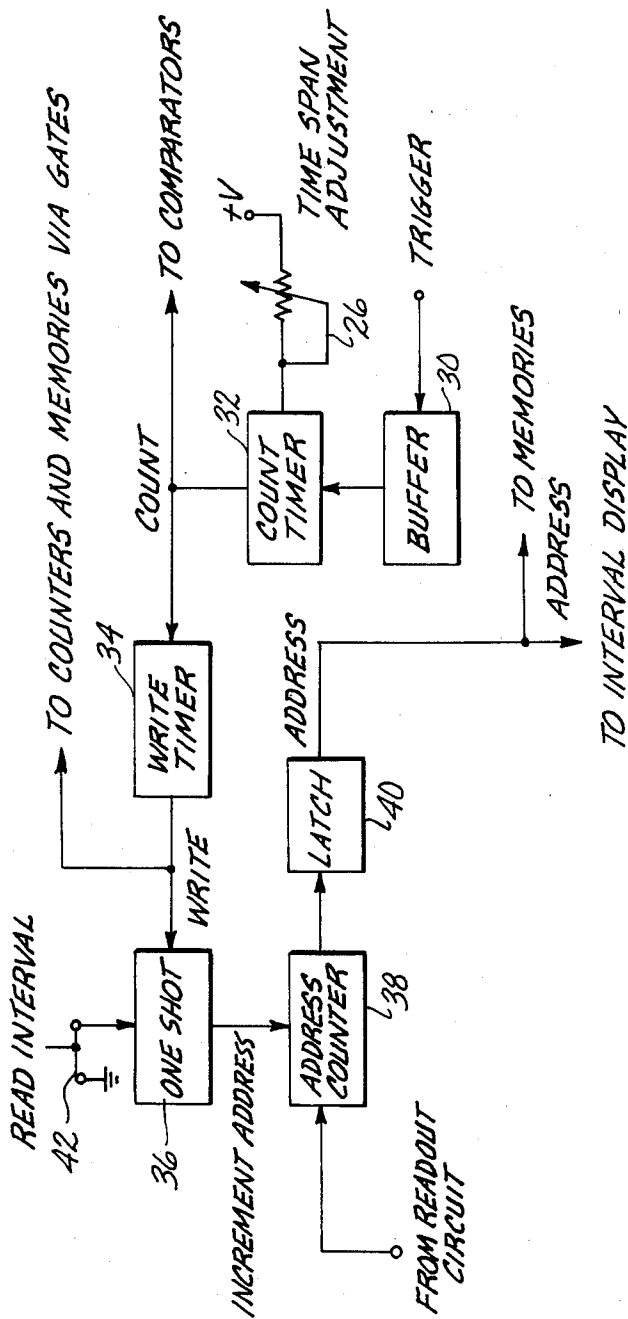 READ INTERVAL
42
36
ONE SHOT
WRITE
TO COUNTERS AND MEMORIES VIA GATES
34
WRITE
TIMER
COUNT
TO COMPARATORS
32
COUNT
TIMER
+V
26
TIME SPAN
ADJUSTMENT
BUFFER
30
TRIGGER
INCREMENT ADDRESS
ADDRESS
COUNTER
38
FROM READOUT
CIRCUIT
LATCH
40
ADDRESS
TO MEMORIES
ADDRESS
TO INTERVAL DISPLAY